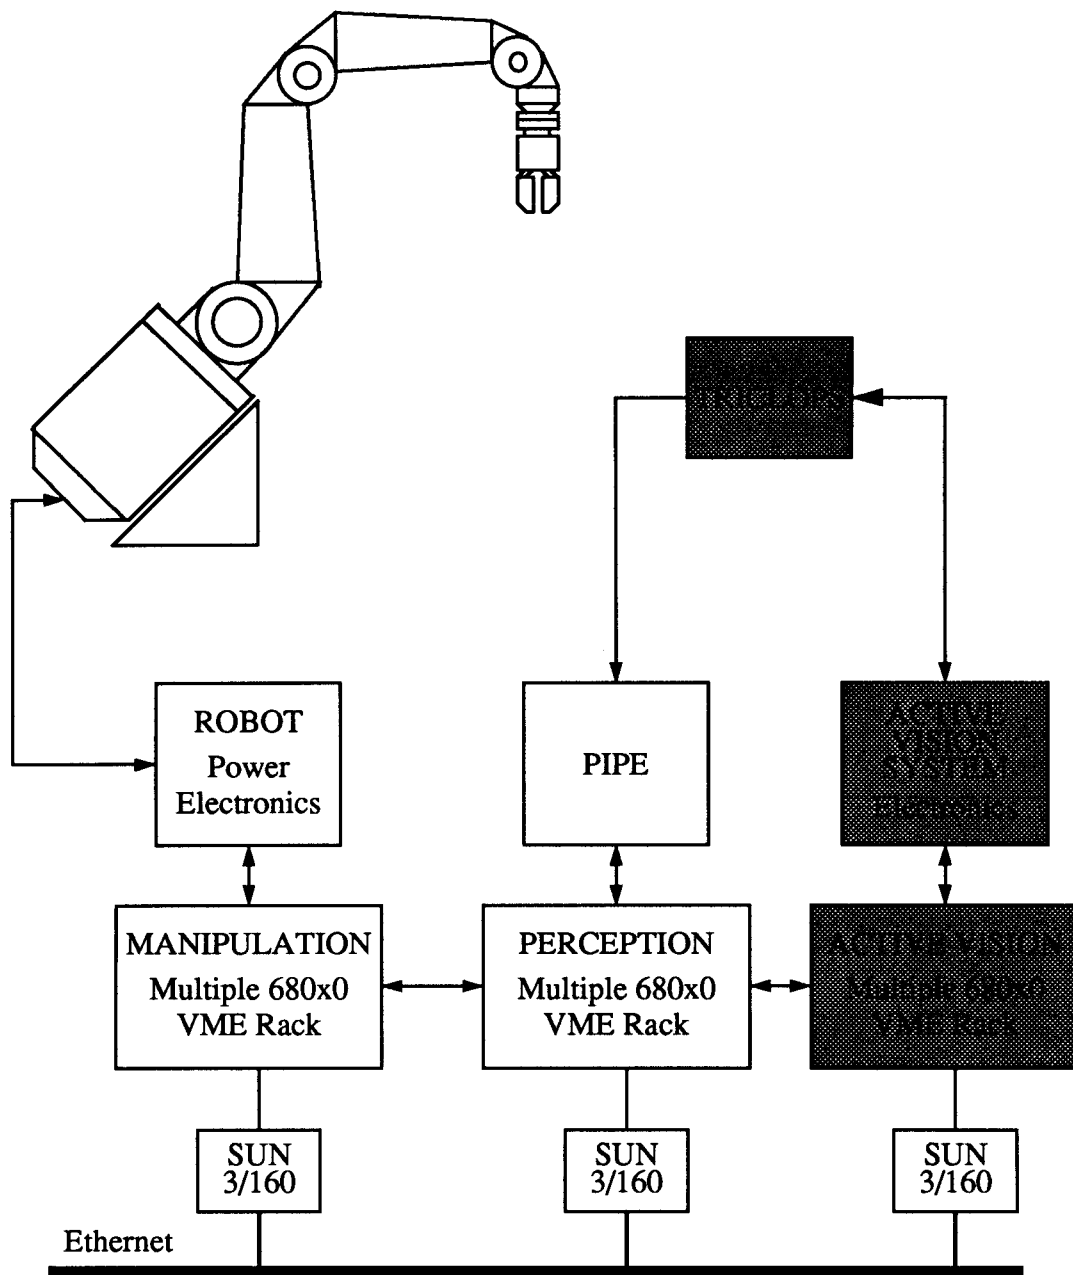 TRICLOPS
ROBOT
Power
Electronics
PIPE
ACTIVE
VISION
SYSTEM
Electronics
MANIPULATION
Multiple 680x0
VME Rack
PERCEPTION
Multiple 680x0
VME Rack
ACTIVE VISION
Multiple 680x0
VME Rack
SUN
3/160
SUN
3/160
SUN
3/160
Ethernet